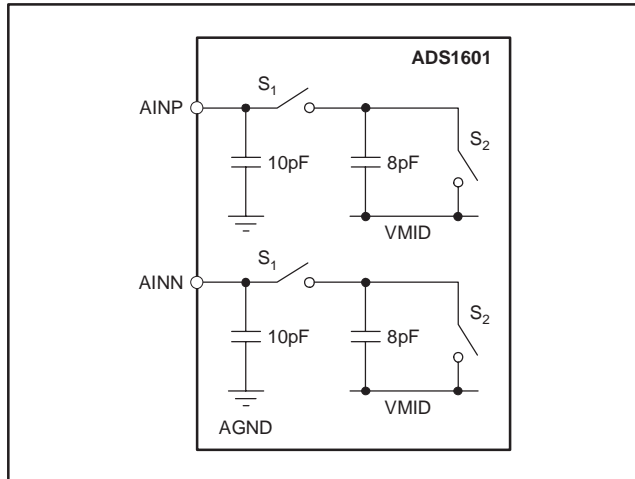 ADS1601
S1
AINP
S2
10pF
8pF
VMID
S1
AINN
S2
10pF
8pF
VMID
AGND